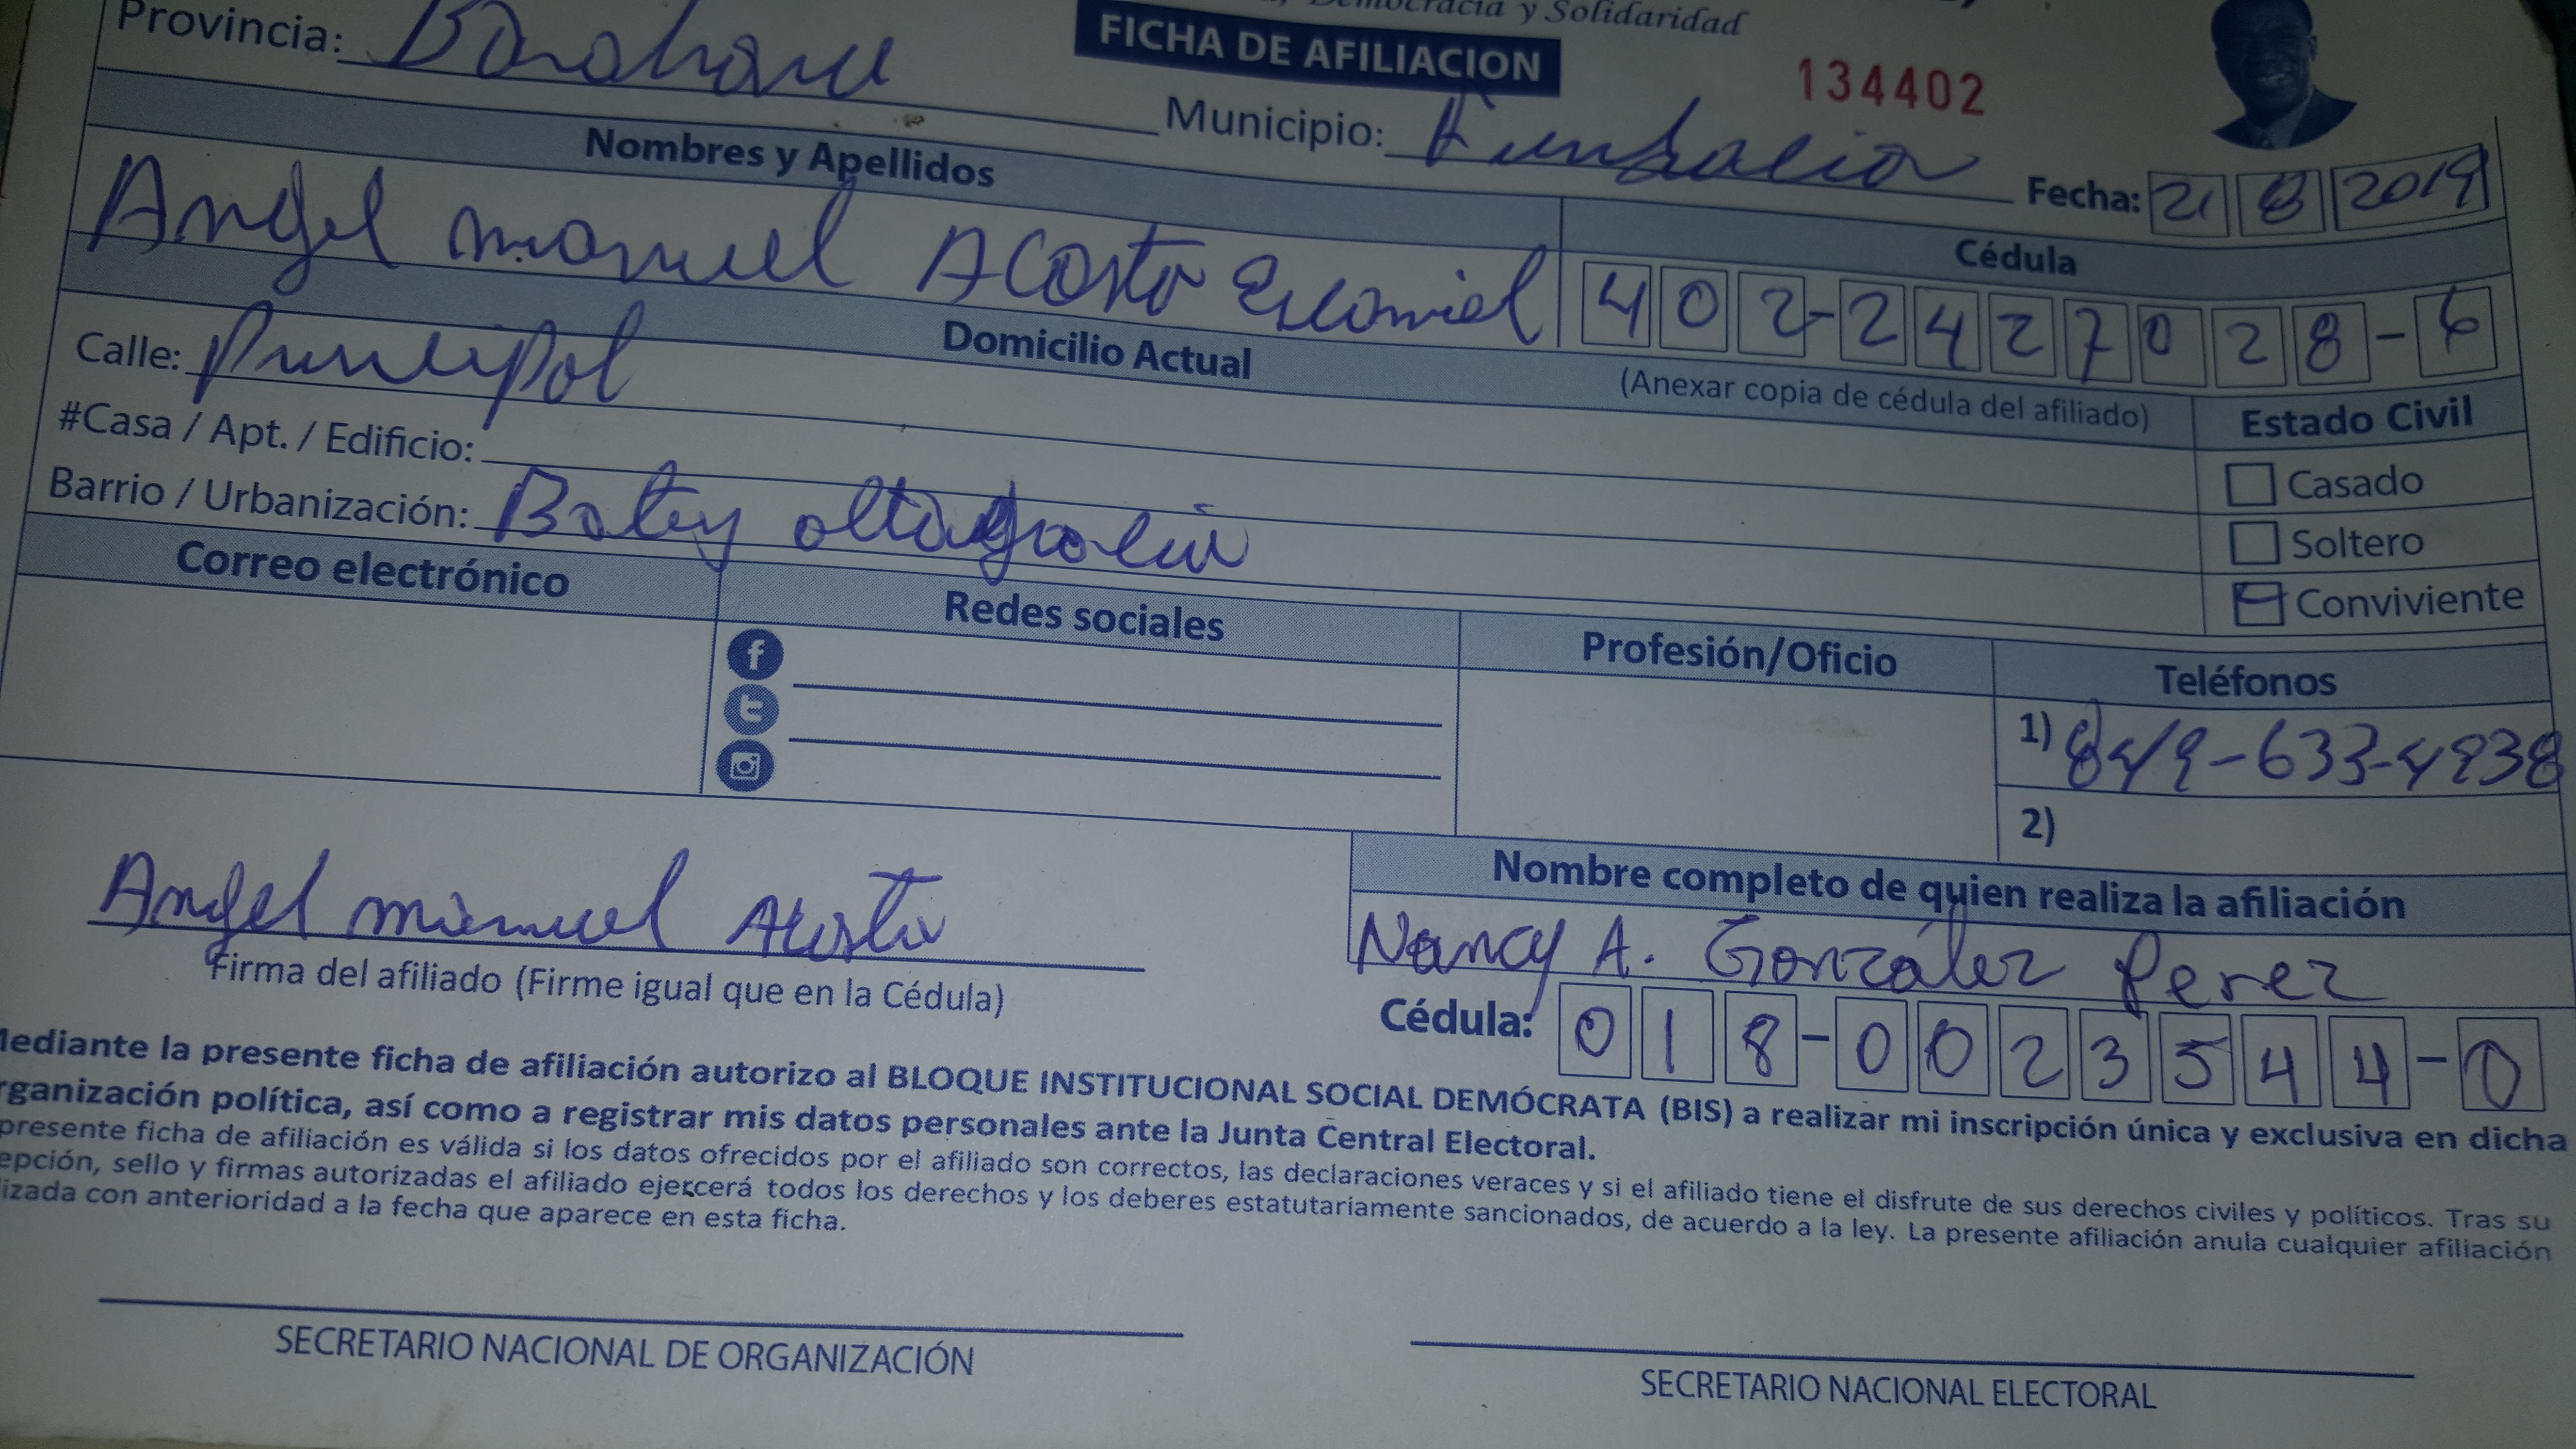 Democracia y Solidaridad
Provincia: Barahona
FICHA DE AFILIACION
134402
Municipio: Fundacion
Fecha: 21 8 2019
Nombres y Apellidos
Cédula
Angel manuel Acosta
402-2427028-6
Domicilio Actual
(Anexar copia de cédula del afiliado)
Calle: Principal
Estado Civil
#Casa / Apt. / Edificio:
Casado
Barrio / Urbanización: Batey altagracia
Soltero
Conviviente
Correo electrónico
Redes sociales
Profesión/Oficio
Teléfonos
1) 849-633-4938
2)
Nombre completo de quien realiza la afiliación
Angel manuel Acosta
Nancy A. González Perez
Firma del afiliado (Firme igual que en la Cédula)
Cédula: 018-0023544-0
Mediante la presente ficha de afiliación autorizo al BLOQUE INSTITUCIONAL SOCIAL DEMÓCRATA (BIS) a realizar mi inscripción única y exclusiva en dicha
rganización política, así como a registrar mis datos personales ante la Junta Central Electoral.
presente ficha de afiliación es válida si los datos ofrecidos por el afiliado son correctos, las declaraciones veraces y si el afiliado tiene el disfrute de sus derechos civiles y políticos. Tras su
epción, sello y firmas autorizadas el afiliado ejercerá todos los derechos y los deberes estatutariamente sancionados, de acuerdo a la ley. La presente afiliación anula cualquier afiliación
lizada con anterioridad a la fecha que aparece en esta ficha.
SECRETARIO NACIONAL DE ORGANIZACIÓN
SECRETARIO NACIONAL ELECTORAL